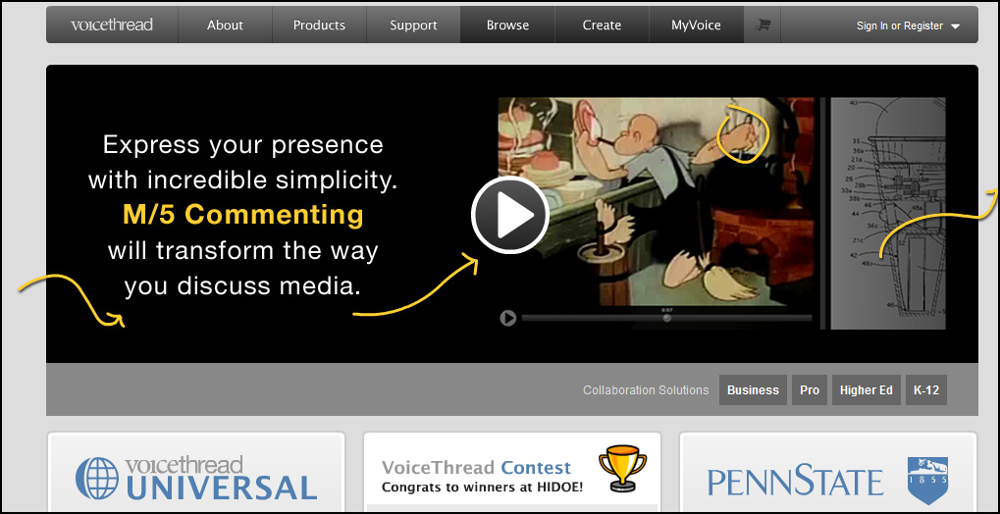 voicethread
About
Products
Support
Browse
Create
MyVoice
Sign In or Register
Express your presence
with incredible simplicity.
M/5 Commenting
will transform the way
you discuss media.
0:07
Collaboration Solutions
Business
Pro
Higher Ed
K-12
voicethread
UNIVERSAL
VoiceThread Contest
Congrats to winners at HIDOE!
PENNSTATE
1855